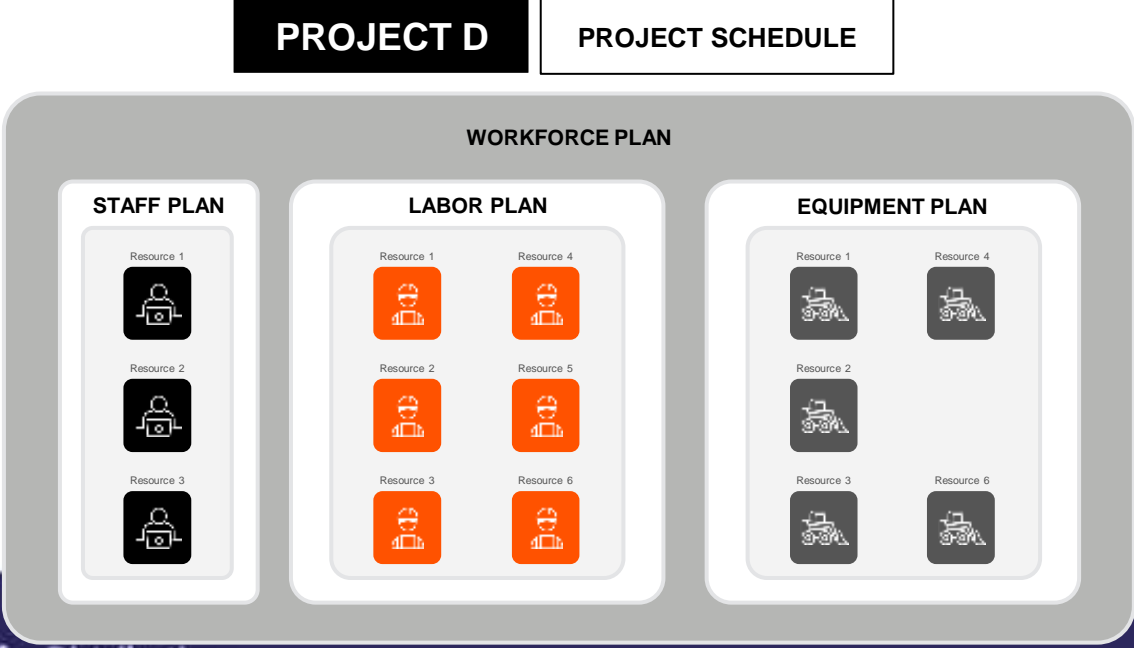 PROJECT D
PROJECT SCHEDULE
WORKFORCE PLAN
STAFF PLAN
Resource 1
Resource 2
Resource 3
LABOR PLAN
Resource 1
Resource 4
Resource 2
Resource 5
Resource 3
Resource 6
EQUIPMENT PLAN
Resource 1
Resource 4
Resource 2
Resource 3
Resource 6